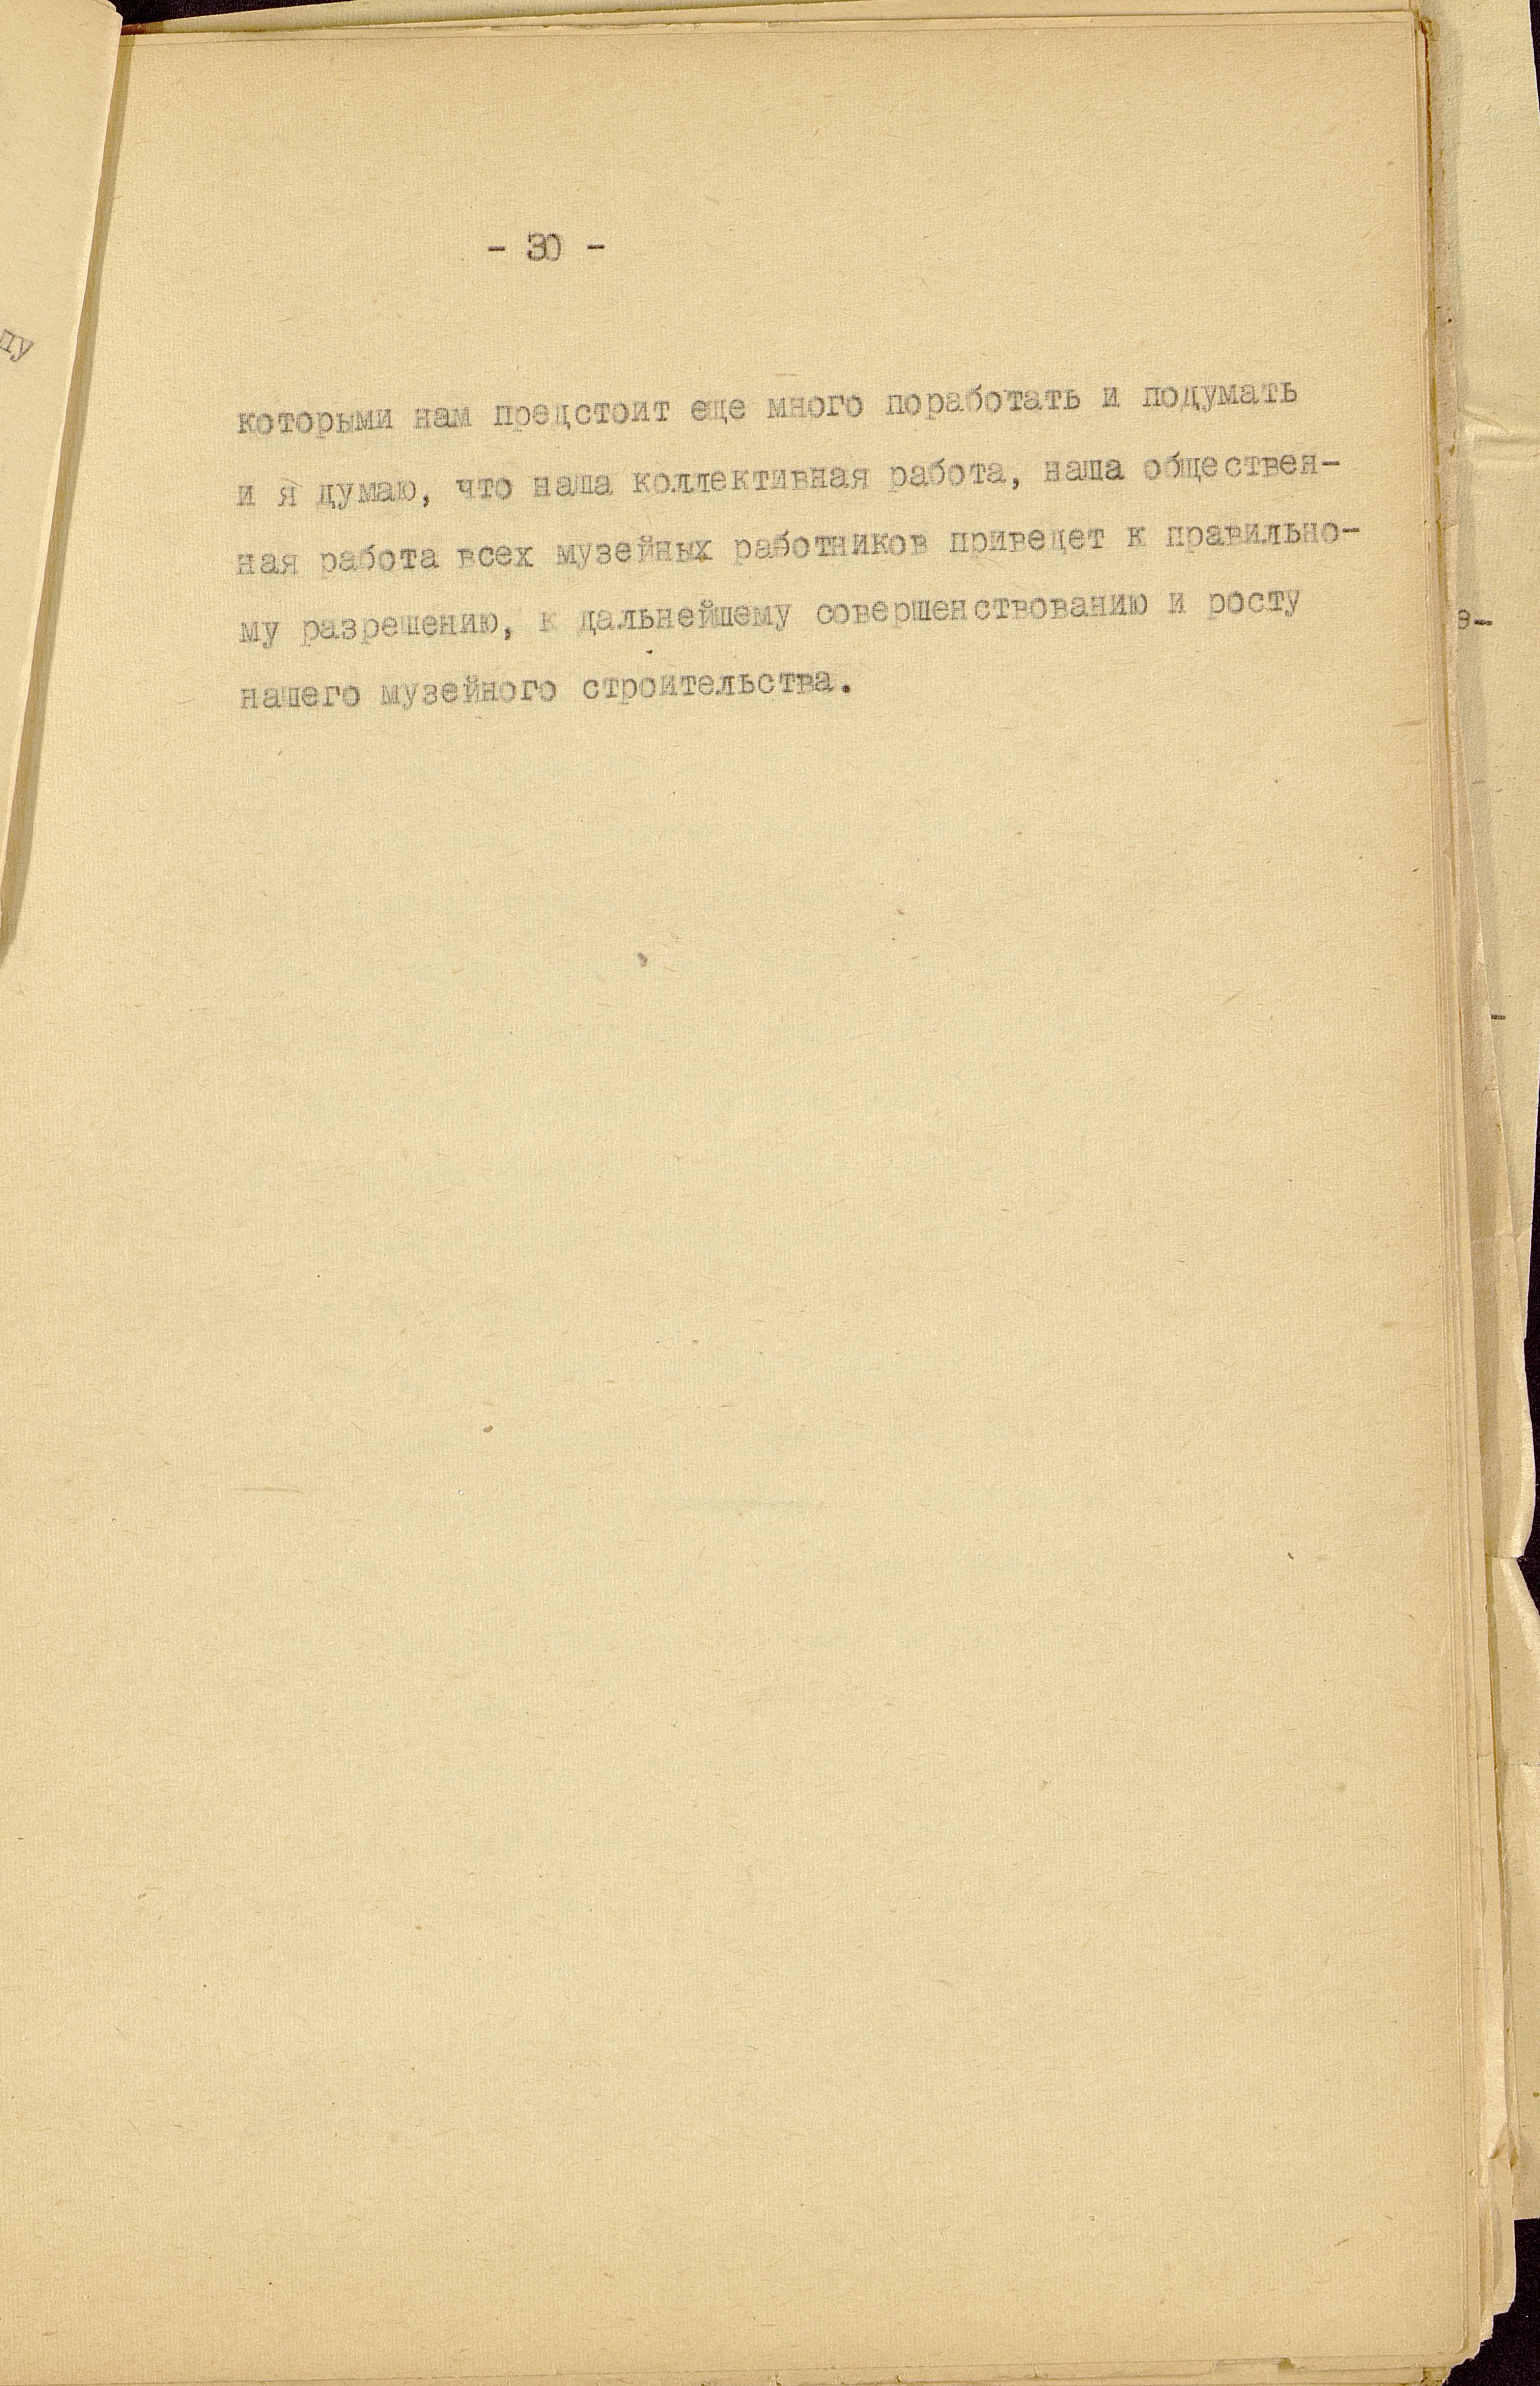 - 30 -
которыми нам предстоит еще много поработать и подумать
и я думаю, что наша коллективная работа, наша обществен-
ная работа всех музейных работников приведет к правильно-
му разрешению, к дальнейшему совершенствованию и росту
нашего музейного строительства.